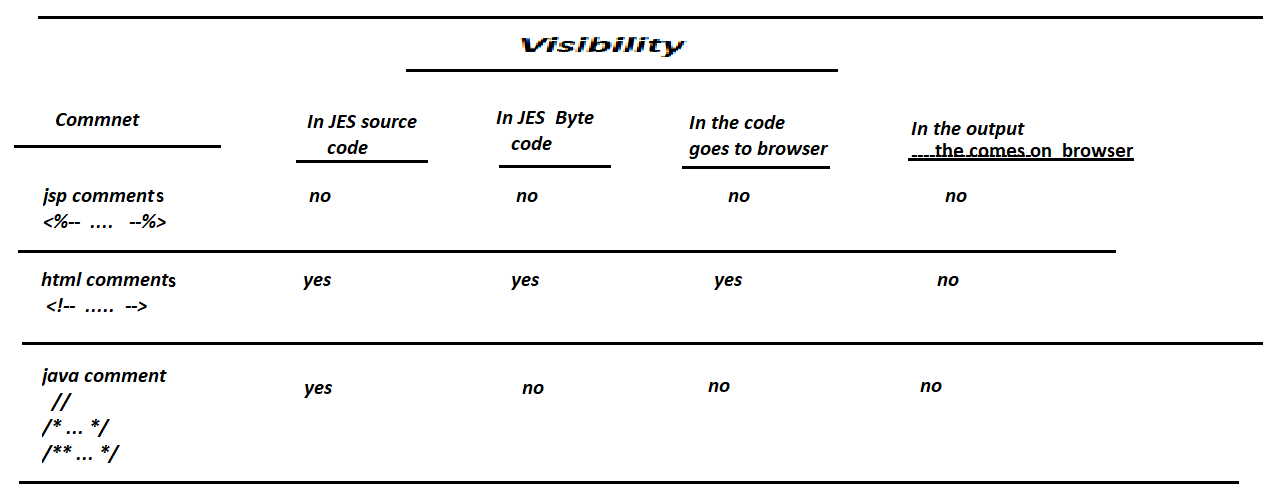 Visibility
Commnet
In JES source
code
In JES Byte
code
In the code
goes to browser
In the output
----the comes on browser
jsp comments no no no no
<%-- .... --%>
html comments yes yes yes no
<!-- ..... -->
java comment
yes no no no
//
/* ... */
/** ... */